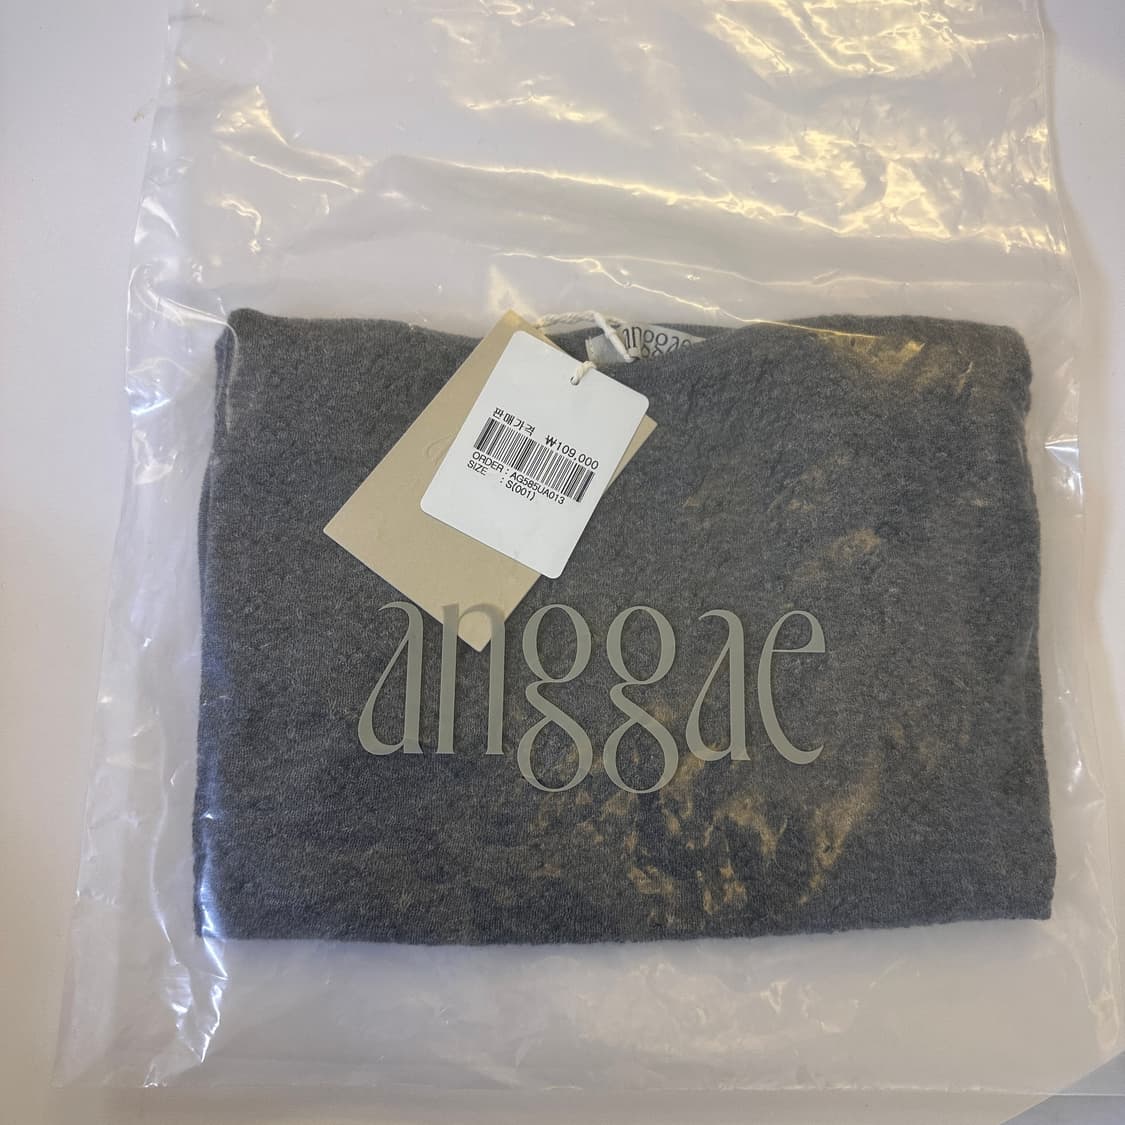 anggae
판매가격 ₩109,000
ORDER : AG585UA013
SIZE : S(001)
anggae